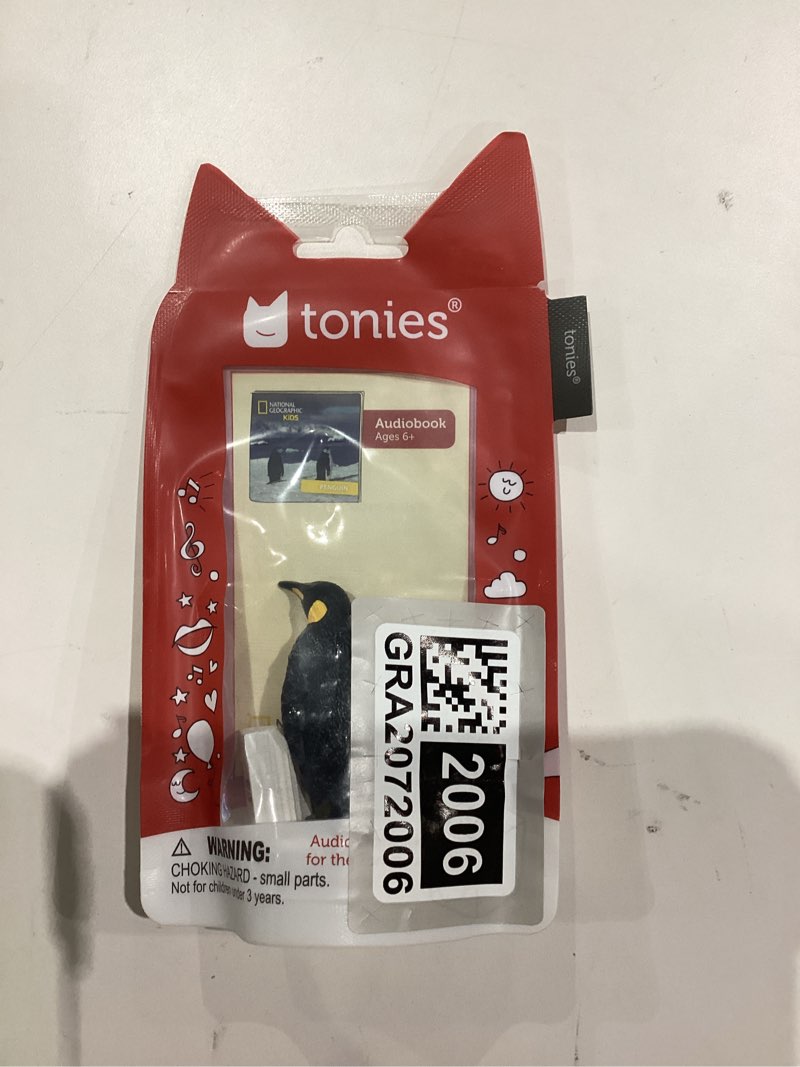 tonies®
tonies®
NATIONAL
GEOGRAPHIC
KiDS
Audiobook
Ages 6+
PENGUIN
GRA2072006
2006
WARNING:
CHOKING HAZARD - small parts.
Not for children under 3 years.
for the